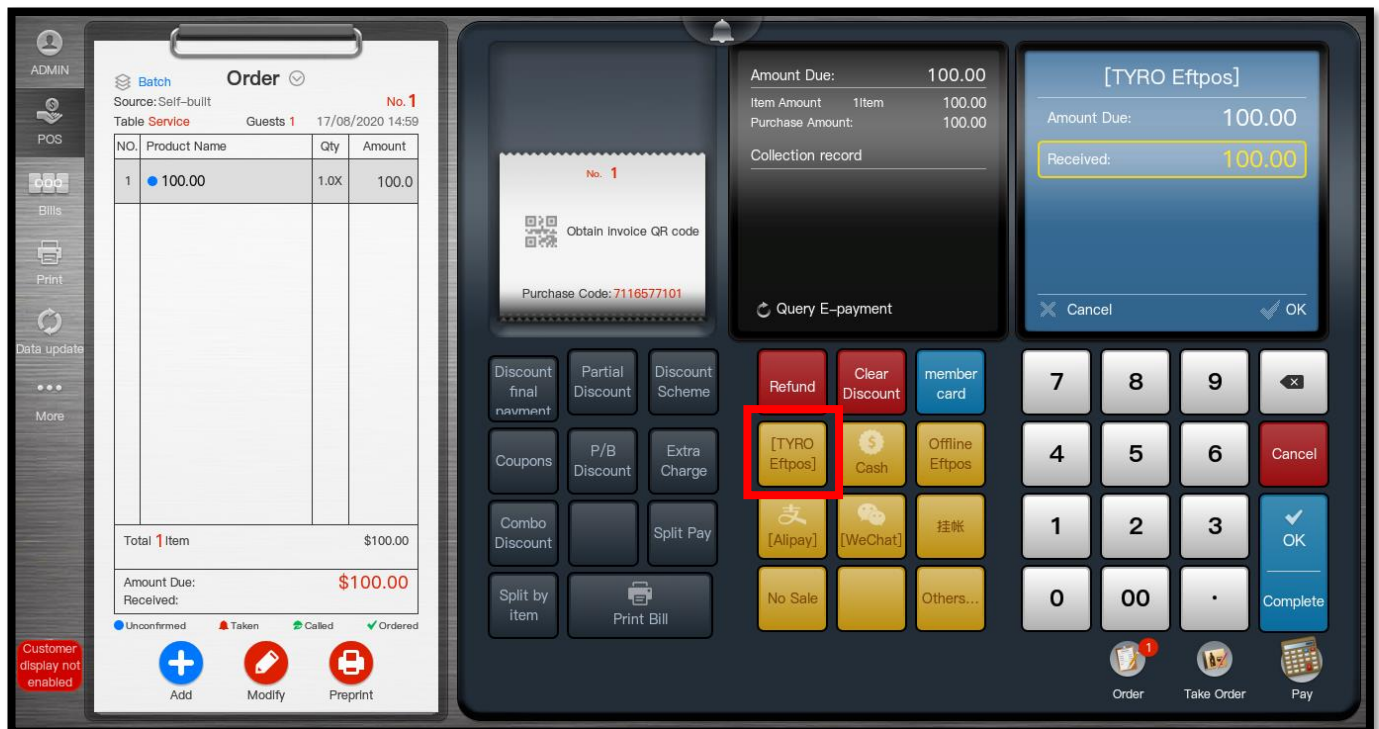 ADMIN
POS
Bills
Print
Data update
More
Customer
display not
enabled
Batch
Order
Source:Self-built
No. 1
Table Service
Guests 1
17/08/2020 14:59
NO. Product Name Qty Amount
1 100.00 1.0X 100.0
Total 1 Item $100.00
Amount Due: $100.00
Received:
Unconfirmed Taken Called Ordered
Add Modify Preprint
No. 1
Obtain invoice QR code
Purchase Code:7116577101
Amount Due: 100.00
Item Amount 1Item 100.00
Purchase Amount: 100.00
Collection record
Query E-payment
[TYRO Eftpos]
Amount Due: 100.00
Received: 100.00
Cancel OK
Discount
final
payment
Partial
Discount
Discount
Scheme
Coupons
P/B
Discount
Extra
Charge
Combo
Discount
Split Pay
Split by
item
Print Bill
Refund
Clear
Discount
member
card
[TYRO
Eftpos]
$
Cash
Offline
Eftpos
支
[Alipay]
[WeChat]
挂帐
No Sale
Others...
7 8 9
4 5 6 Cancel
1 2 3 OK
0 00 . Complete
1
Order Take Order Pay